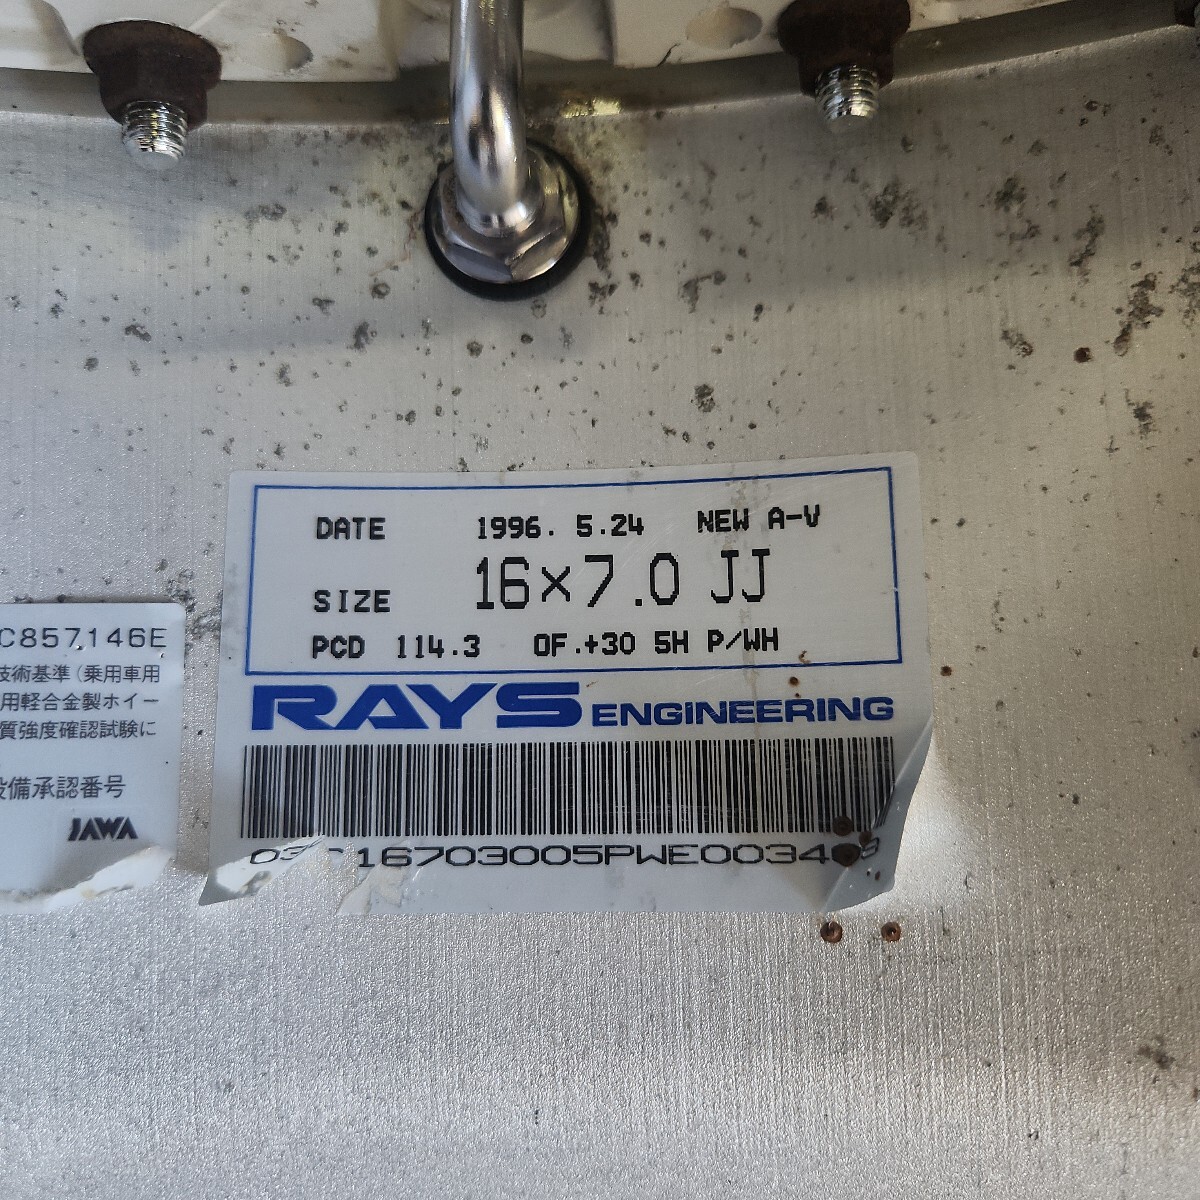 DATE 1996. 5.24 NEW A-V
SIZE 16×7.0 JJ
PCD 114.3 OF.+30 5H P/WH
RAYS ENGINEERING
C857146E
技術基準(乗用車用
用軽合金製ホイー
質強度確認試験に
設備承認番号
JAWA